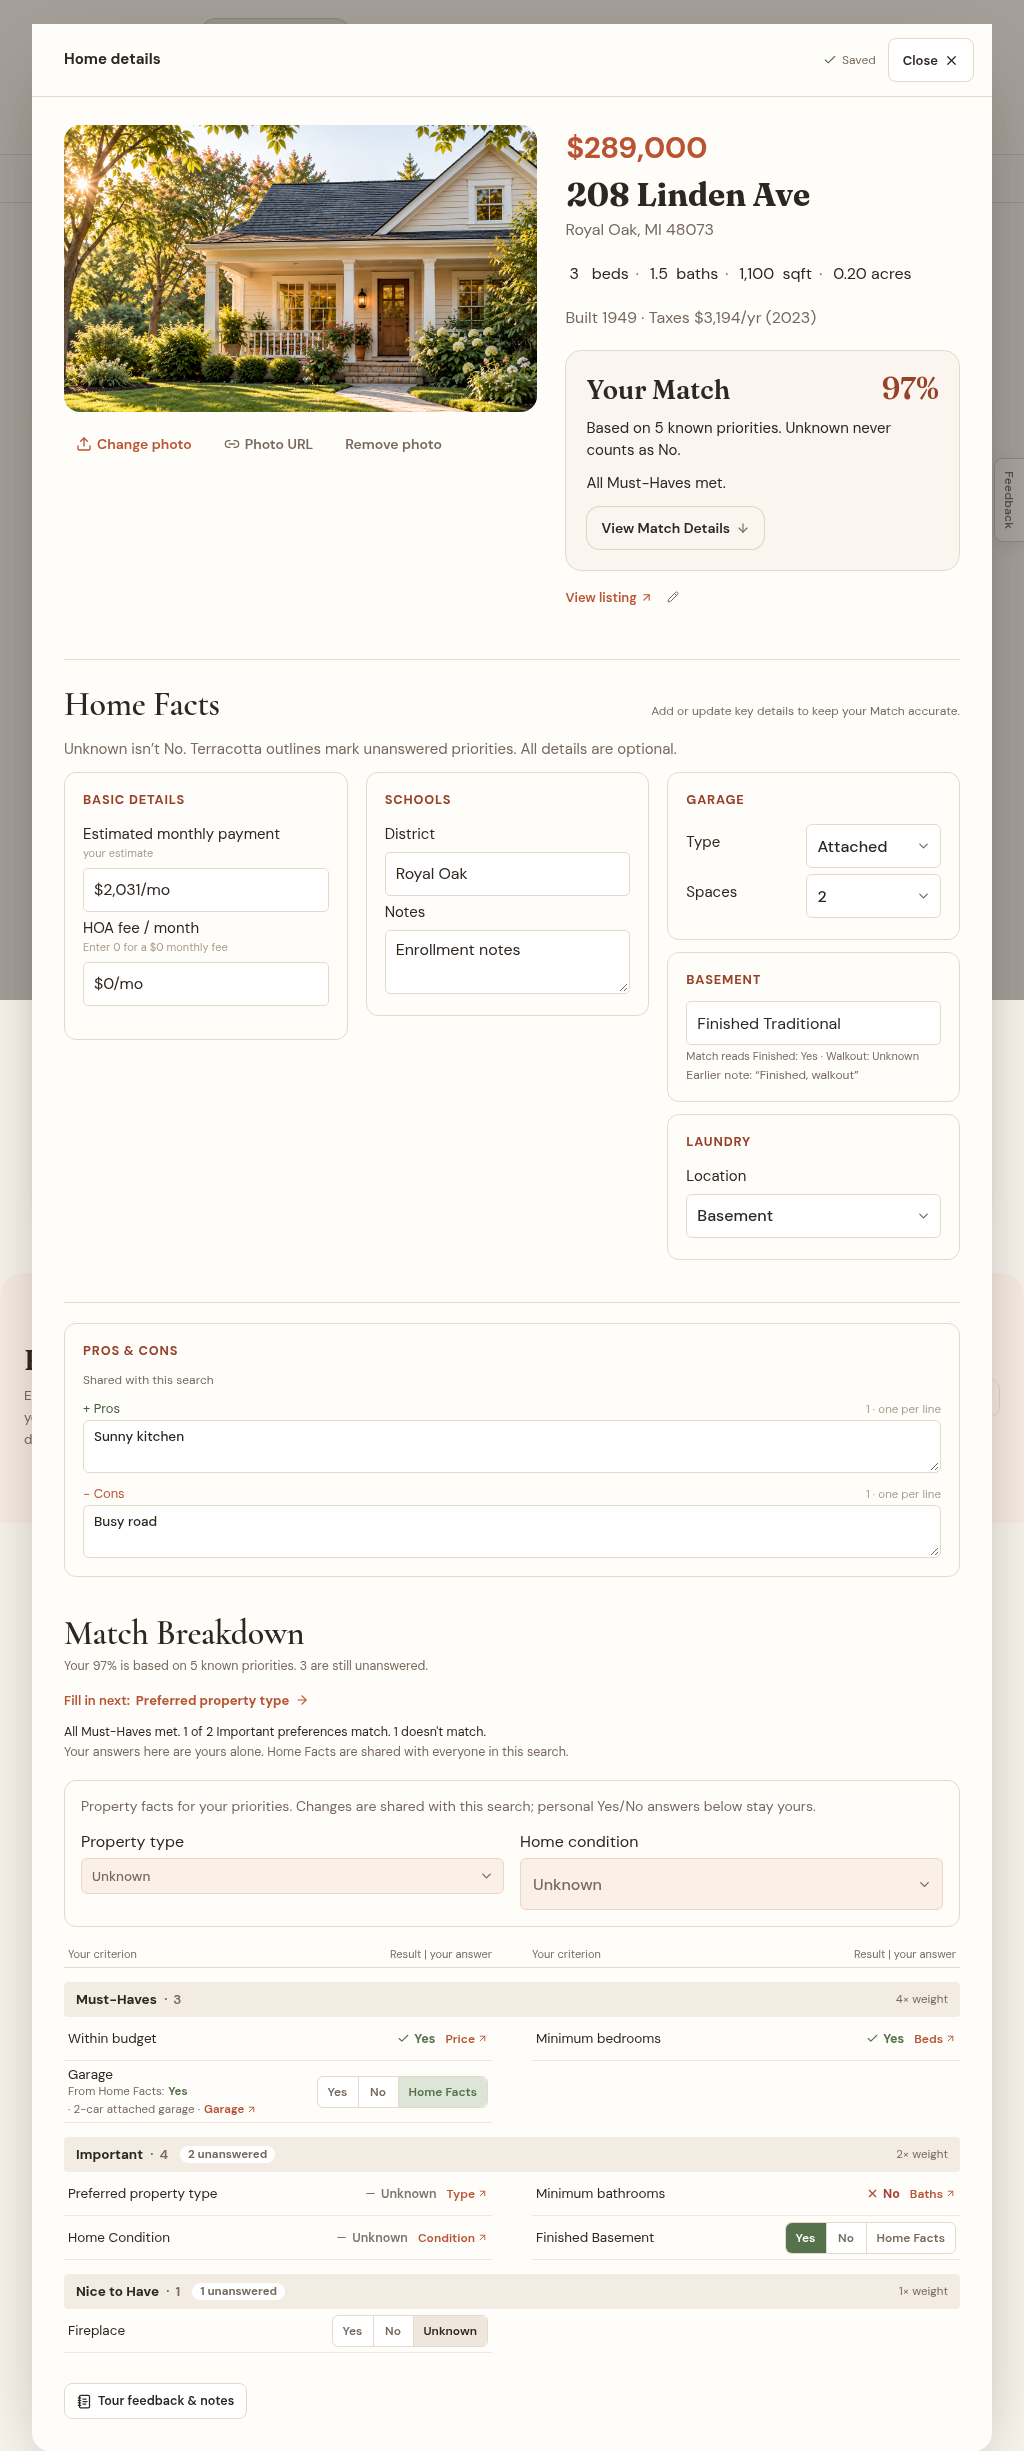 Home details
Saved
Close
$289,000
208 Linden Ave
Royal Oak, MI 48073
3 beds · 1.5 baths · 1,100 sqft · 0.20 acres
Built 1949 · Taxes $3,194/yr (2023)
Your Match 97%
Based on 5 known priorities. Unknown never
counts as No.
All Must-Haves met.
View Match Details ↓
View listing ↗
Change photo
Photo URL
Remove photo
Feedback
Home Facts
Add or update key details to keep your Match accurate.
Unknown isn’t No. Terracotta outlines mark unanswered priorities. All details are optional.
BASIC DETAILS
Estimated monthly payment
your estimate
$2,031/mo
HOA fee / month
Enter 0 for a $0 monthly fee
$0/mo
SCHOOLS
District
Royal Oak
Notes
Enrollment notes
GARAGE
Type Attached
Spaces 2
BASEMENT
Finished Traditional
Match reads Finished: Yes · Walkout: Unknown
Earlier note: “Finished, walkout”
LAUNDRY
Location
Basement
PROS & CONS
Shared with this search
+ Pros 1 · one per line
Sunny kitchen
− Cons 1 · one per line
Busy road
Match Breakdown
Your 97% is based on 5 known priorities. 3 are still unanswered.
Fill in next: Preferred property type →
All Must-Haves met. 1 of 2 Important preferences match. 1 doesn't match.
Your answers here are yours alone. Home Facts are shared with everyone in this search.
Property facts for your priorities. Changes are shared with this search; personal Yes/No answers below stay yours.
Property type
Unknown
Home condition
Unknown
Your criterion Result | your answer Your criterion Result | your answer
Must-Haves · 3 4× weight
Within budget ✓ Yes Price ↗
Minimum bedrooms ✓ Yes Beds ↗
Garage
From Home Facts: Yes
· 2-car attached garage · Garage ↗
Yes No Home Facts
Important · 4 2 unanswered 2× weight
Preferred property type — Unknown Type ↗
Minimum bathrooms ✕ No Baths ↗
Home Condition — Unknown Condition ↗
Finished Basement Yes No Home Facts
Nice to Have · 1 1 unanswered 1× weight
Fireplace Yes No Unknown
Tour feedback & notes